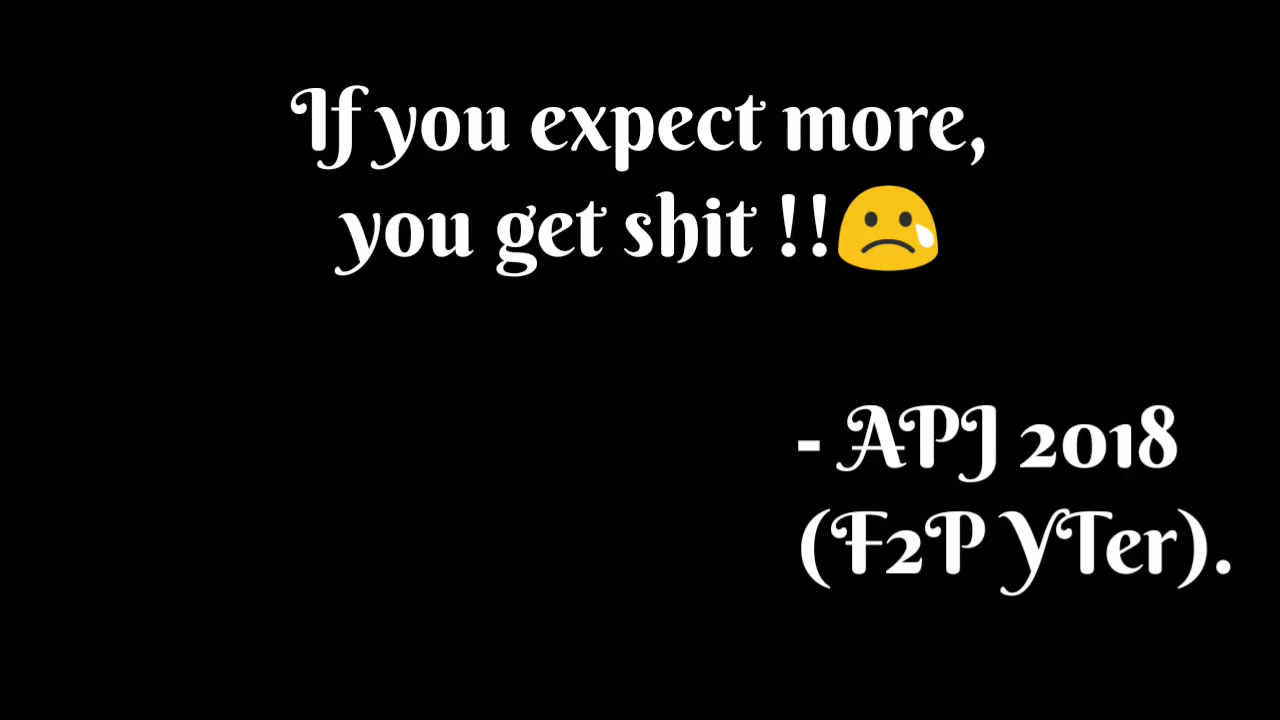 If you expect more,
you get shit !!😢
- APJ 2018
(F2P YTer).